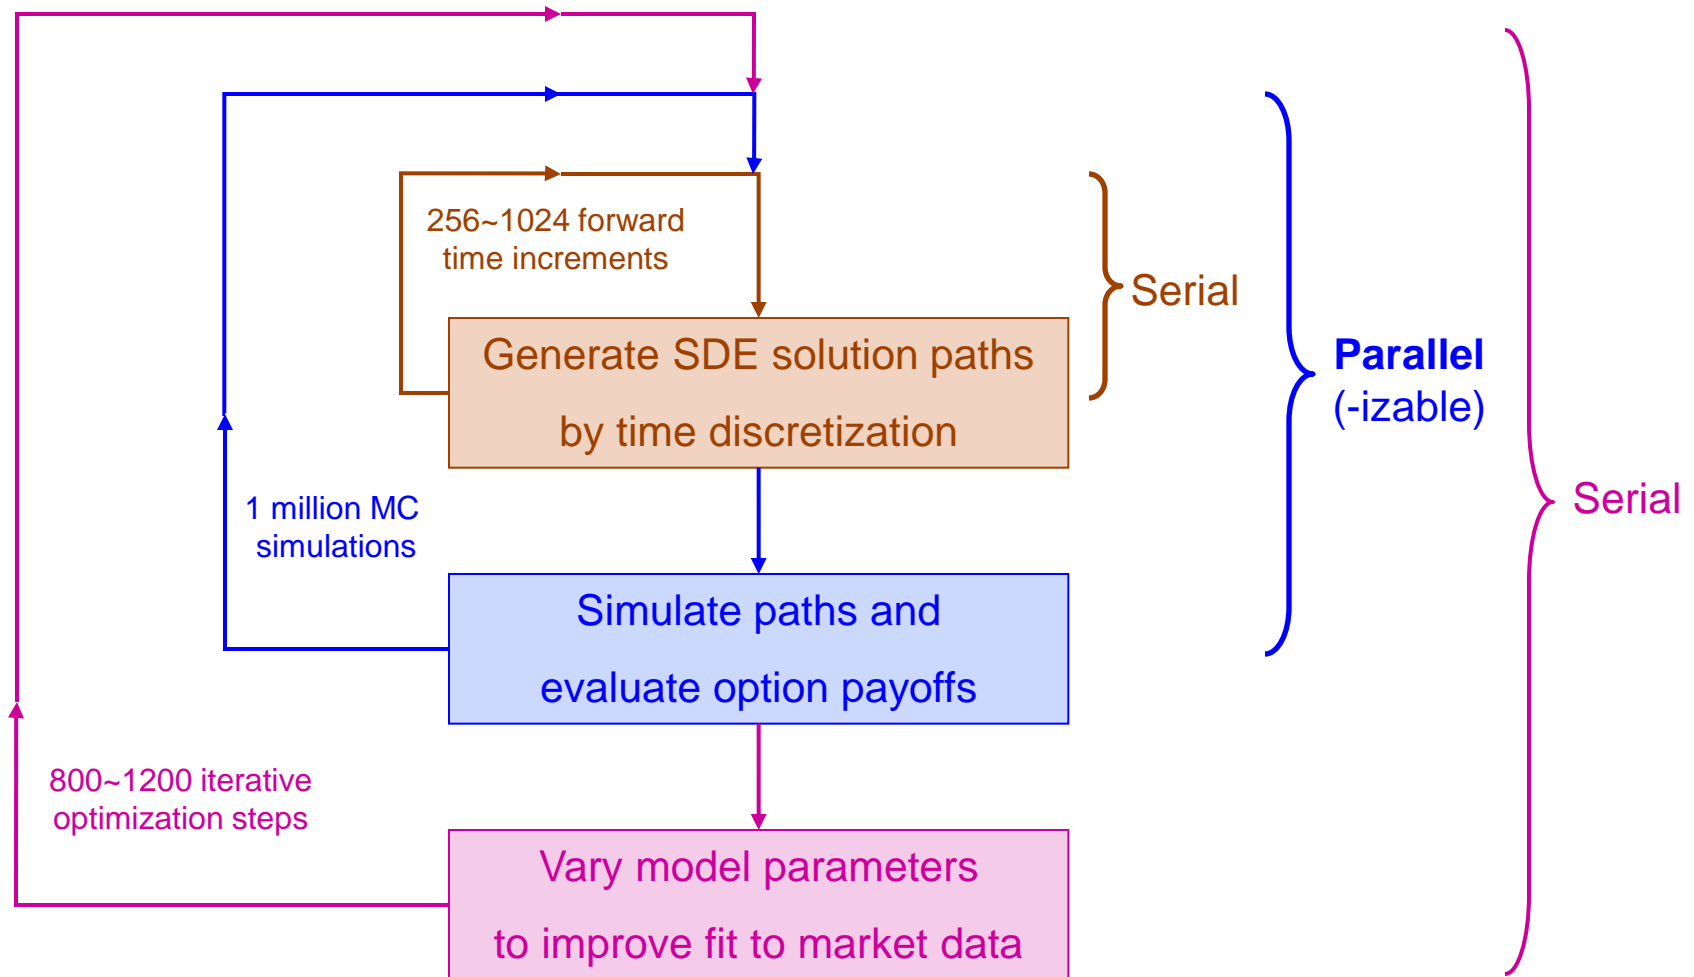 256~1024 forward
time increments
Serial
Generate SDE solution paths
by time discretization
Parallel
(-izable)
Serial
1 million MC
simulations
Simulate paths and
evaluate option payoffs
800~1200 iterative
optimization steps
Vary model parameters
to improve fit to market data